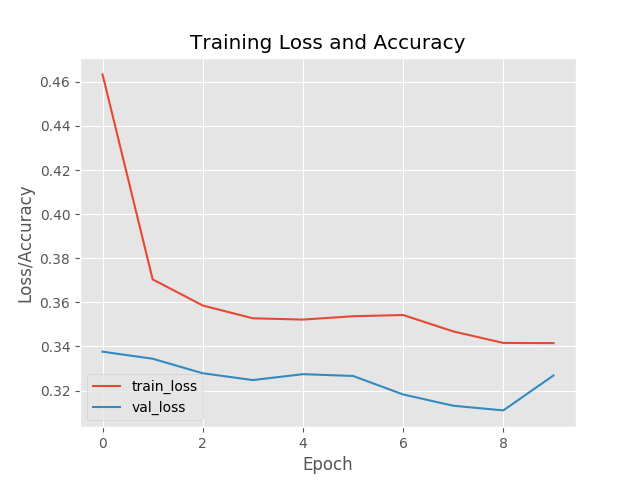 Training Loss and Accuracy
Loss/Accuracy
0.46
0.44
0.42
0.40
0.38
0.36
0.34
0.32
train_loss
val_loss
0 2 4 6 8
Epoch